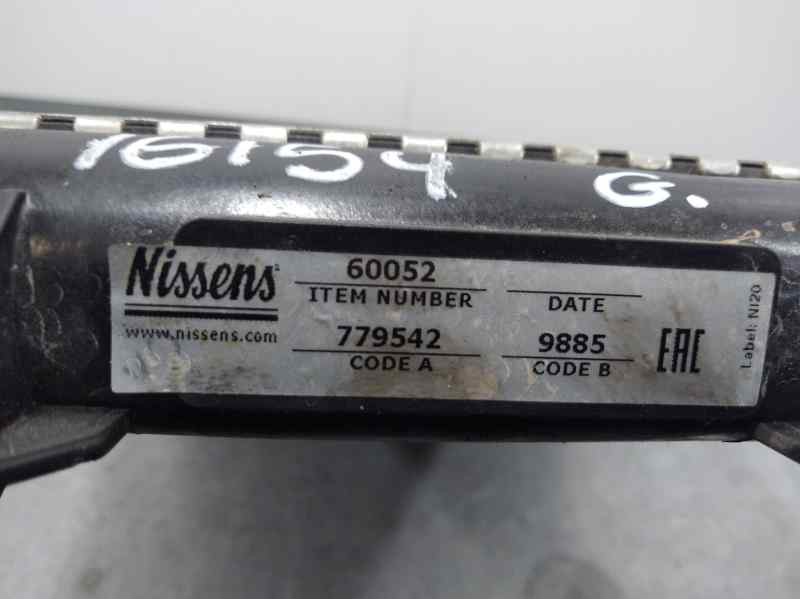 16154 G.
Nissens
www.nissens.com
60052
ITEM NUMBER
DATE
779542
CODE A
9885
CODE B
EAC
Label: NI20